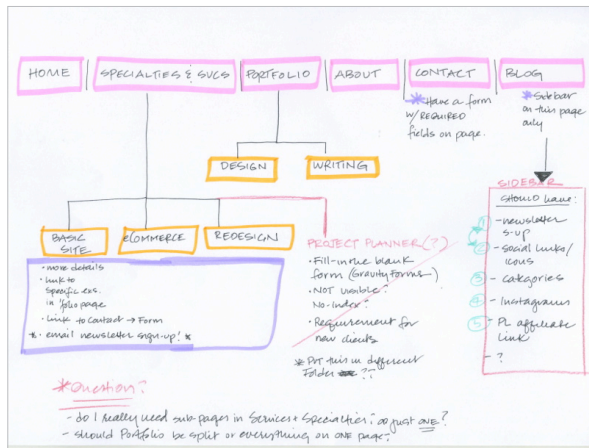 HOME
SPECIALTIES & SVCS
PORTFOLIO
ABOUT
CONTACT
BLOG
* Have a form
w/REQUIRED
fields on page.
* Sidebar
on this page
only
DESIGN
WRITING
BASIC
SITE
eCOMMERCE
REDESIGN
• more details
• link to
specific exs.
in 'folio page
• Link to Contact → Form
* • email newsletter sign-up! *
PROJECT PLANNER (?)
• Fill-in the blank
form (Gravity Forms)
• NOT visible?
No-index?
• Requirement for
new clients
* PUT this in different
Folder ??
SIDEBAR
SHOULD have:
1 - newsletter
s-up
2 - social links/
icons
3 - categories
4 - Instagram
5 - PL affiliate
link
- ?
* Question:
- do I really need sub-pages in Services + Specialties? or just ONE?
- should Portfolio be split or everything on ONE page?